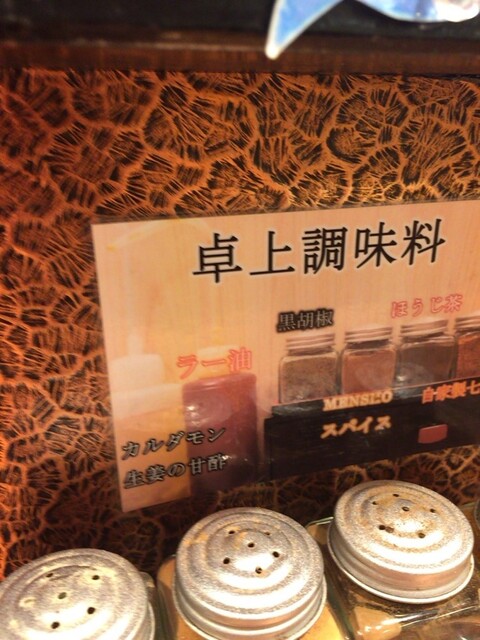 卓上調味料
黒胡椒
ほうじ茶
ラー油
MENSHO
スパイス
自家製七
カルダモン
生姜の甘酢